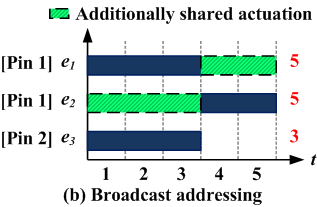 Additionally shared actuation
[Pin 1] e1 5
[Pin 1] e2 5
[Pin 2] e3 3
t
1 2 3 4 5
(b) Broadcast addressing